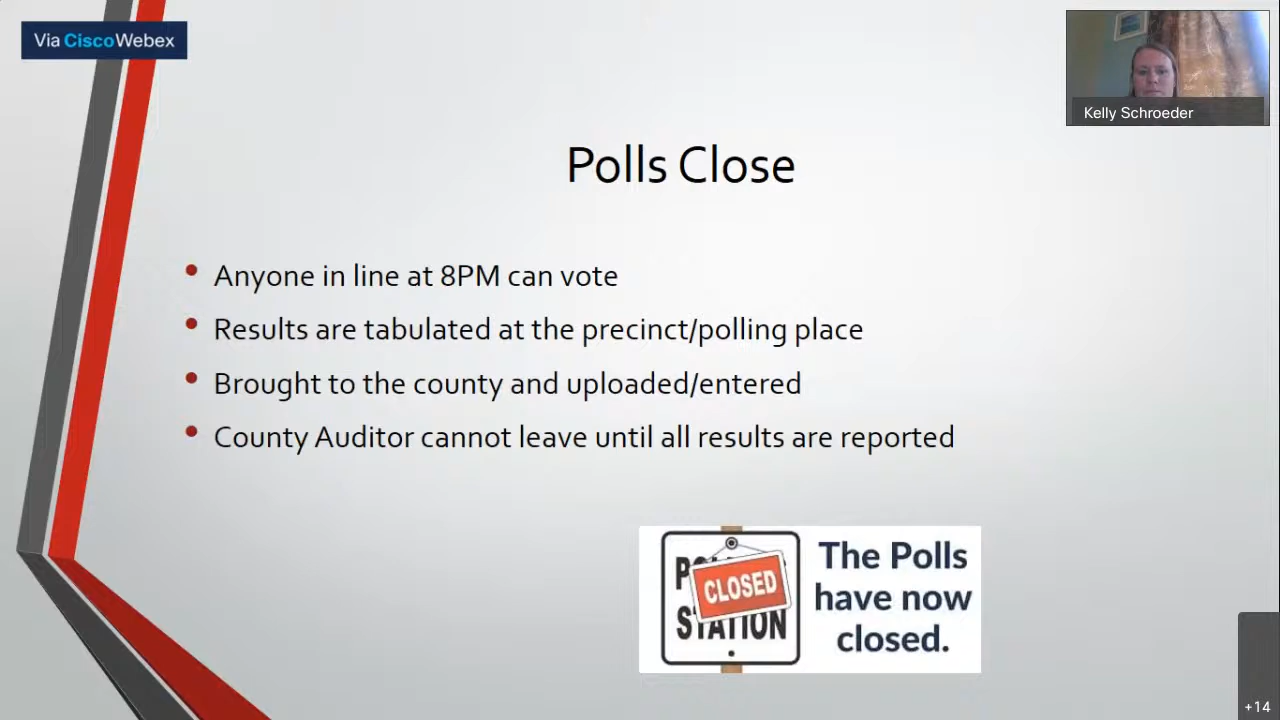 Via Cisco Webex
Kelly Schroeder
Polls Close
• Anyone in line at 8PM can vote
• Results are tabulated at the precinct/polling place
• Brought to the county and uploaded/entered
• County Auditor cannot leave until all results are reported
CLOSED
STATION
The Polls
have now
closed.
+14